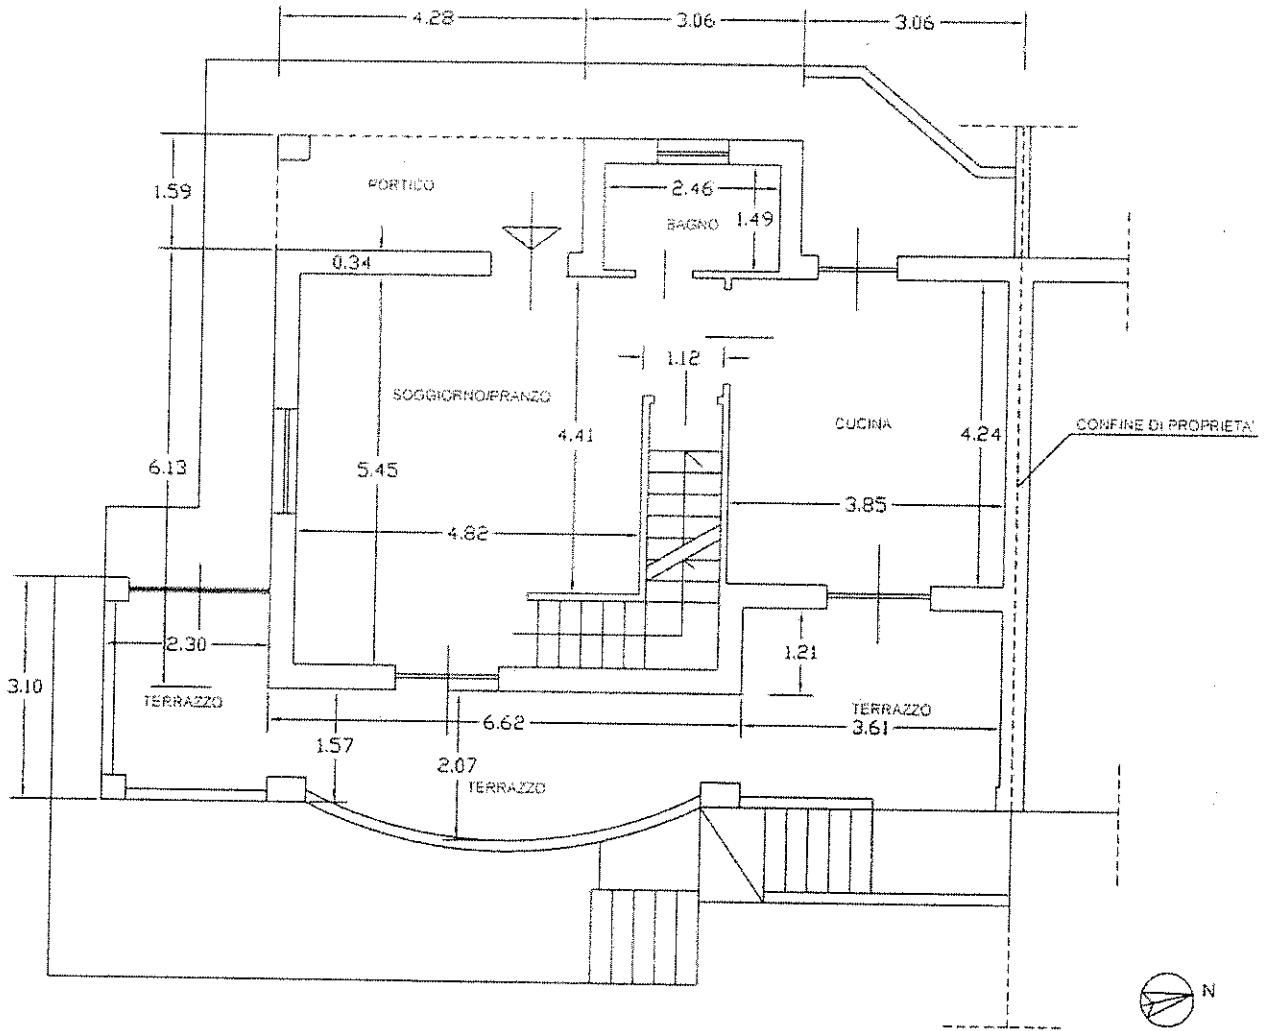 4.28
3.06
3.06
1.59
PORTICO
2.46
BAGNO
1.49
0.34
1.12
SOGGIORNO/PRANZO
CUCINA
CONFINE DI PROPRIETA'
4.41
4.24
6.13
5.45
3.85
4.82
2.30
1.21
3.10
TERRAZZO
TERRAZZO
6.62
3.61
1.57
2.07
TERRAZZO
N